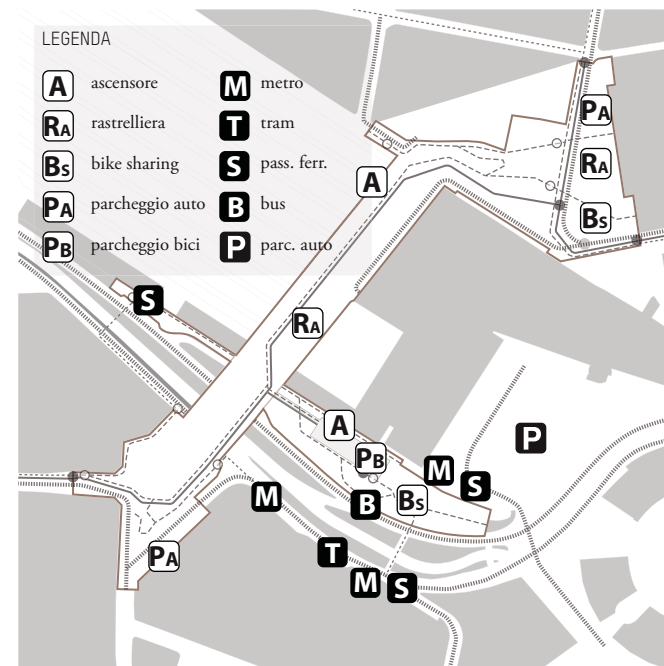 LEGENDA
A ascensore M metro
RA rastrelliera T tram
BS bike sharing S pass. ferr.
PA parcheggio auto B bus
PB parcheggio bici P parc. auto
PA
RA
A
BS
S
RA
A
P
PB
M
S
M
B
BS
T
PA
M
S